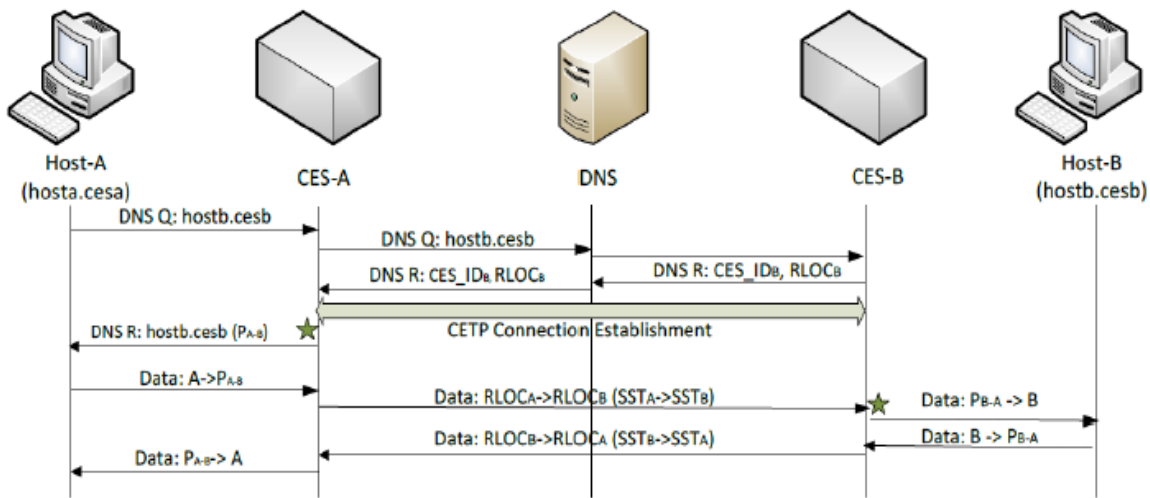 Host-A
(hosta.cesa)
CES-A
DNS
CES-B
Host-B
(hostb.cesb)
DNS Q: hostb.cesb
DNS Q: hostb.cesb
DNS R: CES_IDB, RLOCB
DNS R: CES_IDB, RLOCB
CETP Connection Establishment
DNS R: hostb.cesb (PA-B)
Data: A->PA-B
Data: RLOCA->RLOCB (SSTA->SSTB)
Data: PB-A -> B
Data: RLOCB->RLOCA (SSTB->SSTA)
Data: B -> PB-A
Data: PA-B-> A